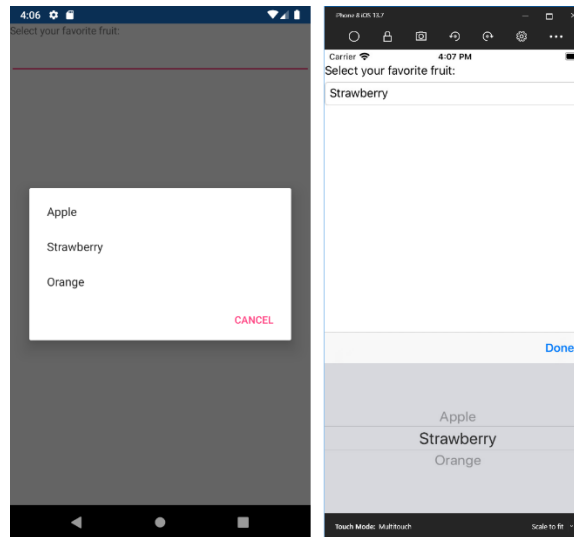 4:06
Select your favorite fruit:
Apple
Strawberry
Orange
CANCEL
Phone 8 iOS 13.7
Carrier 4:07 PM
Select your favorite fruit:
Strawberry
Done
Apple
Strawberry
Orange
Touch Mode: Multitouch Scale to fit